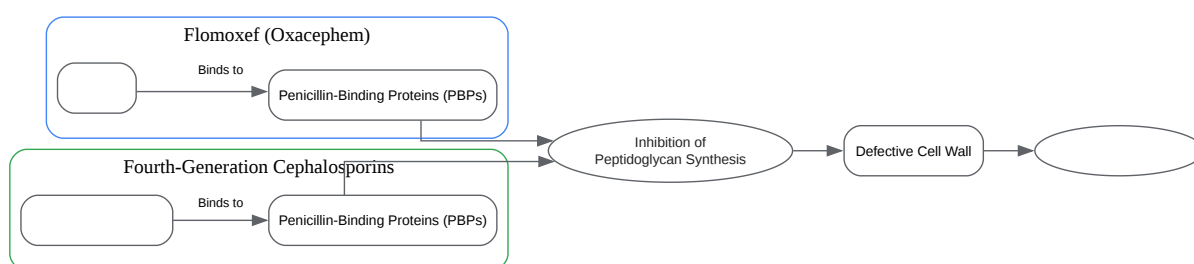 Flomoxef (Oxacephem)
Binds to
Penicillin-Binding Proteins (PBPs)
Inhibition of
Peptidoglycan Synthesis
Defective Cell Wall
Fourth-Generation Cephalosporins
Binds to
Penicillin-Binding Proteins (PBPs)